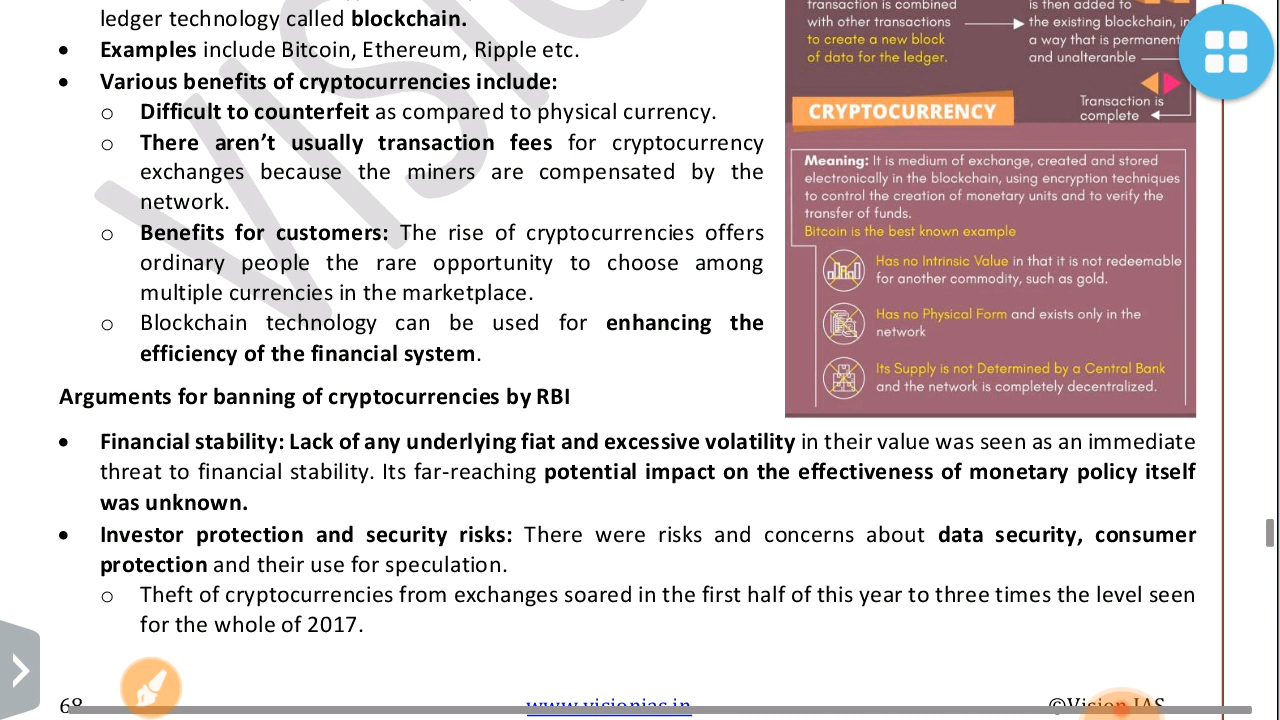 ledger technology called blockchain.
• Examples include Bitcoin, Ethereum, Ripple etc.
• Various benefits of cryptocurrencies include:
o Difficult to counterfeit as compared to physical currency.
o There aren't usually transaction fees for cryptocurrency
exchanges because the miners are compensated by the
network.
o Benefits for customers: The rise of cryptocurrencies offers
ordinary people the rare opportunity to choose among
multiple currencies in the marketplace.
o Blockchain technology can be used for enhancing the
efficiency of the financial system.
transaction is combined
with other transactions
to create a new block
of data for the ledger.
is then added to
the existing blockchain, in
a way that is permanent
and unalteranble
Transaction is
complete
CRYPTOCURRENCY
Meaning: It is medium of exchange, created and stored
electronically in the blockchain, using encryption techniques
to control the creation of monetary units and to verify the
transfer of funds.
Bitcoin is the best known example
Has no Intrinsic Value in that it is not redeemable
for another commodity, such as gold.
Has no Physical Form and exists only in the
network
Its Supply is not Determined by a Central Bank
and the network is completely decentralized.
Arguments for banning of cryptocurrencies by RBI
• Financial stability: Lack of any underlying fiat and excessive volatility in their value was seen as an immediate
threat to financial stability. Its far-reaching potential impact on the effectiveness of monetary policy itself
was unknown.
• Investor protection and security risks: There were risks and concerns about data security, consumer
protection and their use for speculation.
o Theft of cryptocurrencies from exchanges soared in the first half of this year to three times the level seen
for the whole of 2017.
68 www.visionias.in ©Vision IAS